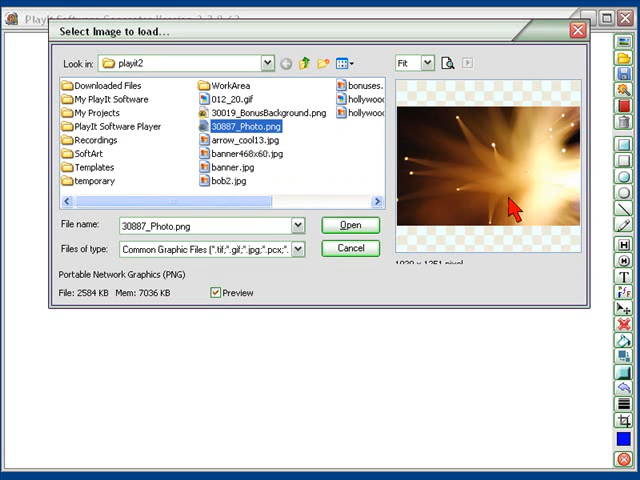 PlayIt Software Generator Version 2.2.0.62
Select Image to load...
Look in: playit2 Fit
Downloaded Files WorkArea bonuses.
My PlayIt Software 012_20.gif hollywoo
My Projects 30019_BonusBackground.png hollywoo
PlayIt Software Player 30887_Photo.png
Recordings arrow_cool13.jpg
SoftArt banner468x60.jpg
Templates banner.jpg
temporary bob2.jpg
File name: 30887_Photo.png Open
Files of type: Common Graphic Files (*.tif;*.gif;*.jpg;*.pcx;*. Cancel
Portable Network Graphics (PNG)
File: 2584 KB Mem: 7036 KB Preview